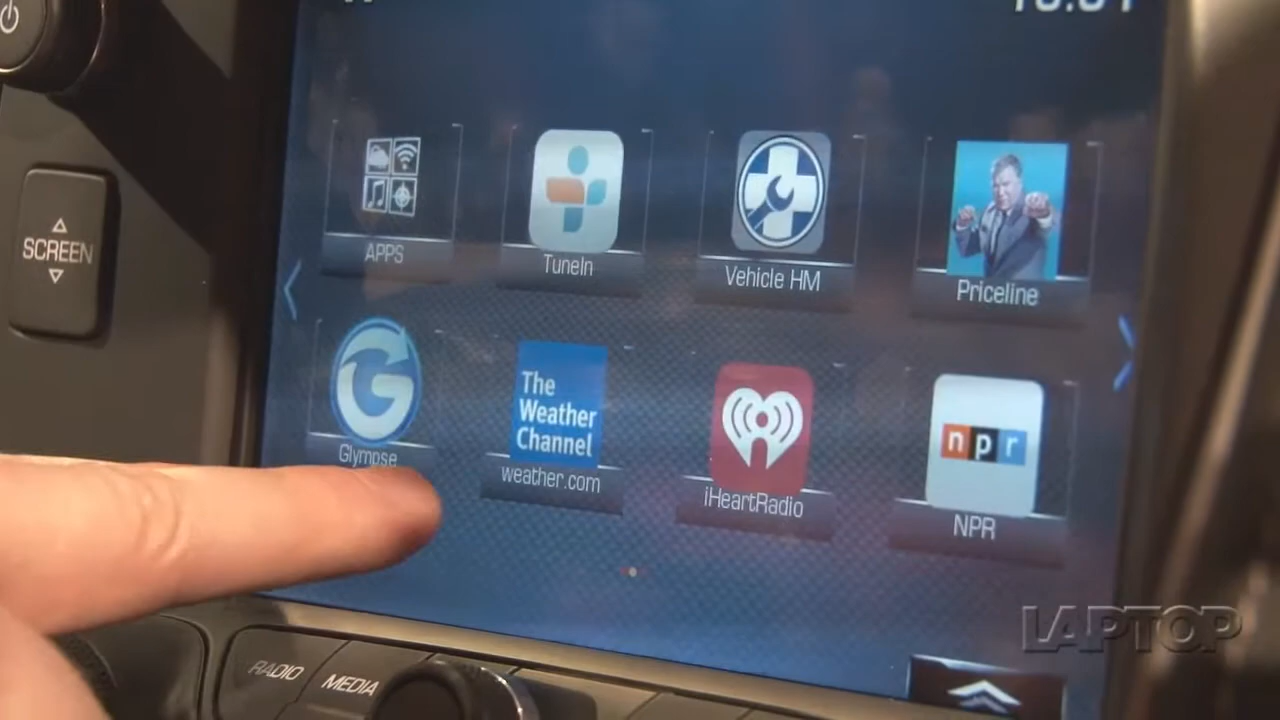 SCREEN
APPS
TuneIn
Vehicle HM
Priceline
G
The
Weather
Channel
Glympse
weather.com
iHeartRadio
npr
NPR
RADIO
MEDIA
LAPTOP